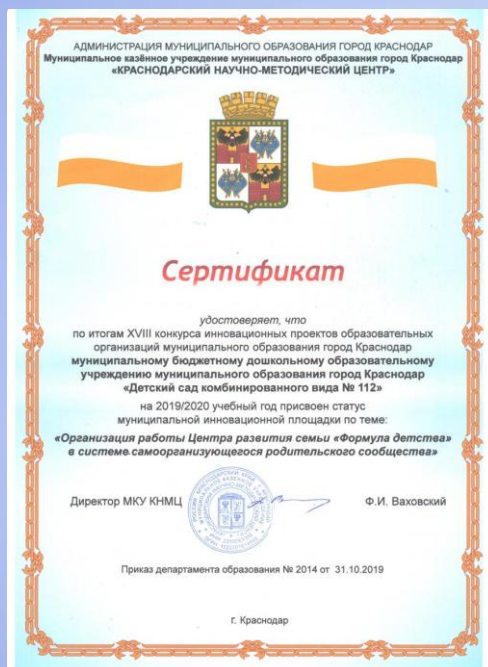 АДМИНИСТРАЦИЯ МУНИЦИПАЛЬНОГО ОБРАЗОВАНИЯ ГОРОД КРАСНОДАР
Муниципальное казённое учреждение муниципального образования город Краснодар
«КРАСНОДАРСКИЙ НАУЧНО-МЕТОДИЧЕСКИЙ ЦЕНТР»
Сертификат
удостоверяет, что
по итогам XVIII конкурса инновационных проектов образовательных
организаций муниципального образования город Краснодар
муниципальному бюджетному дошкольному образовательному
учреждению муниципального образования город Краснодар
«Детский сад комбинированного вида № 112»
на 2019/2020 учебный год присвоен статус
муниципальной инновационной площадки по теме:
«Организация работы Центра развития семьи «Формула детства»
в системе самоорганизующегося родительского сообщества»
Директор МКУ КНМЦ
Ф.И. Ваховский
Приказ департамента образования № 2014 от 31.10.2019
г. Краснодар